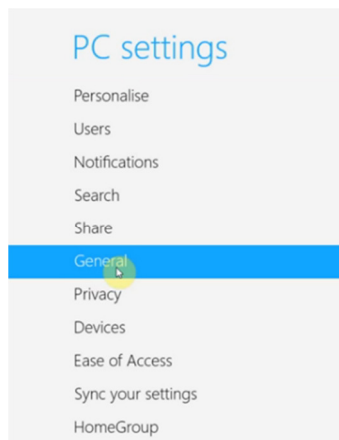 PC settings
Personalise
Users
Notifications
Search
Share
General
Privacy
Devices
Ease of Access
Sync your settings
HomeGroup